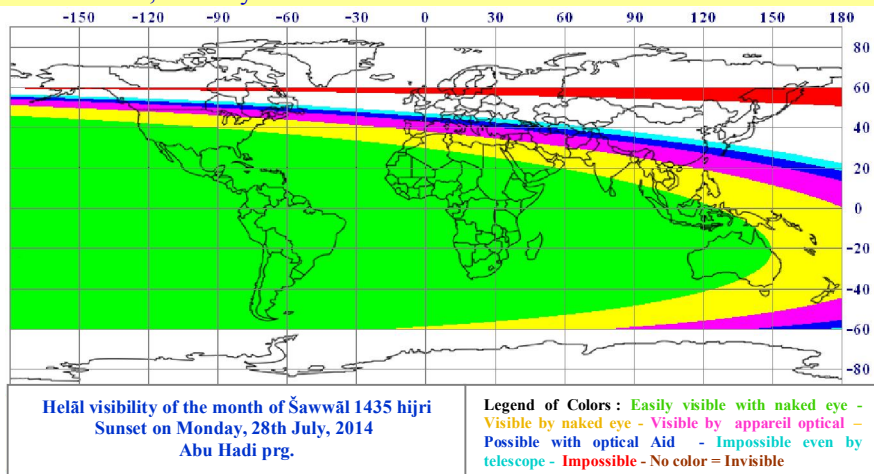 -150 -120 -90 -60 -30 0 30 60 90 120 150 180
80
60
40
20
0
-20
-40
-60
-80
Helāl visibility of the month of Šawwāl 1435 hijri
Sunset on Monday, 28th July, 2014
Abu Hadi prg.
Legend of Colors : Easily visible with naked eye -
Visible by naked eye - Visible by appareil optical –
Possible with optical Aid - Impossible even by
telescope - Impossible - No color = Invisible